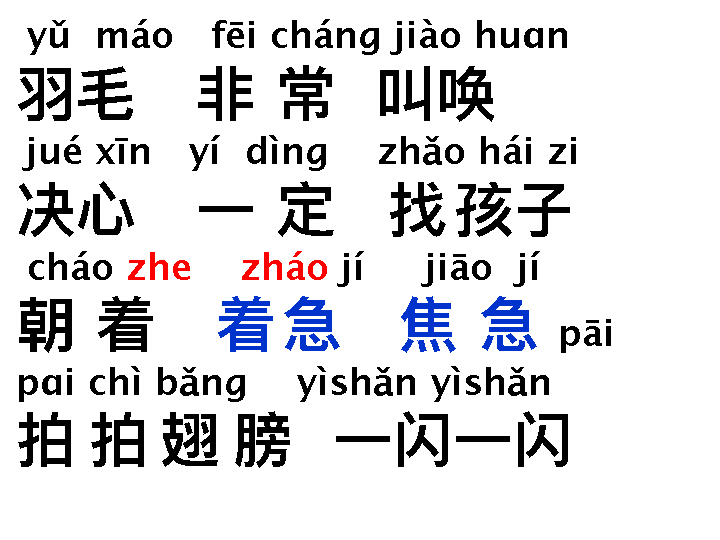 yǔ máo fēi cháng jiào huɑn
羽毛 非 常 叫唤
jué xīn yí dìng zhǎo hái zi
决心 一 定 找孩子
cháo zhe zháo jí jiāo jí
朝 着 着急 焦 急 pāi
pɑi chì bǎng yìshǎn yìshǎn
拍 拍 翅 膀 一闪一闪